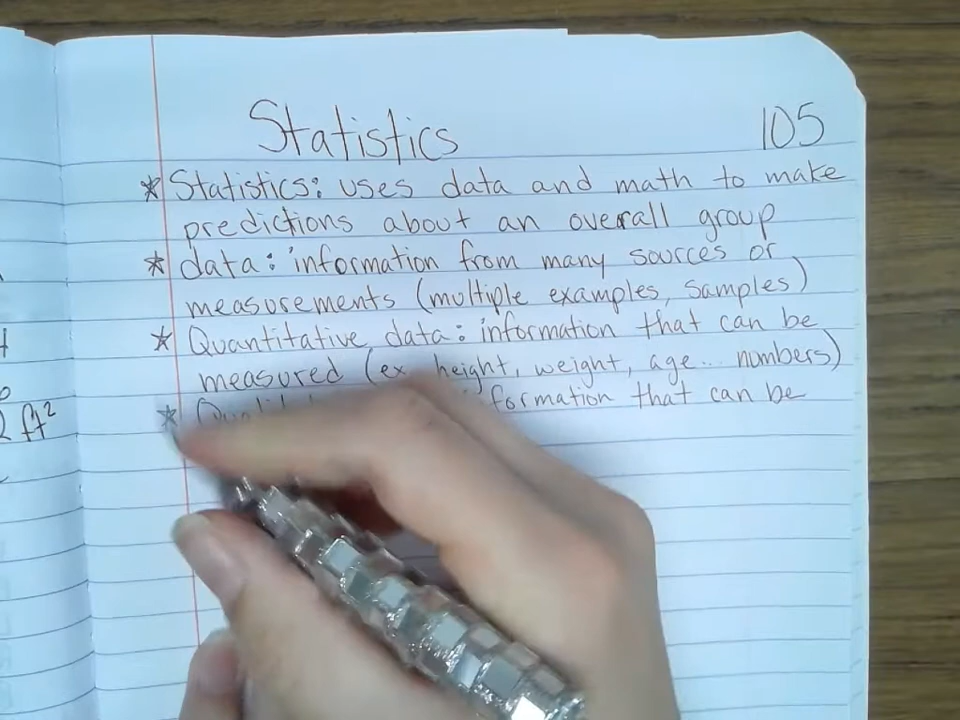 Statistics 105
* Statistics: uses data and math to make
predictions about an overall group
* data: information from many sources or
measurements (multiple examples, samples)
* Quantitative data: information that can be
measured (ex. height, weight, age... numbers)
* formation that can be
ft²